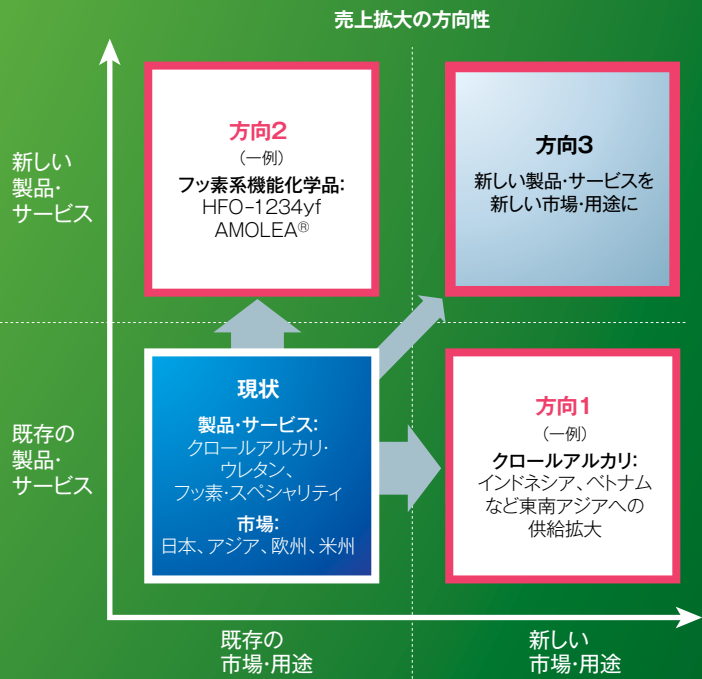 売上拡大の方向性
新しい
製品・
サービス
方向2
(一例)
フッ素系機能化学品:
HFO-1234yf
AMOLEA®
方向3
新しい製品・サービスを
新しい市場・用途に
既存の
製品・
サービス
現状
製品・サービス:
クロールアルカリ・
ウレタン、
フッ素・スペシャリティ
市場:
日本、アジア、欧州、米州
方向1
(一例)
クロールアルカリ:
インドネシア、ベトナム
など東南アジアへの
供給拡大
既存の
市場・用途
新しい
市場・用途